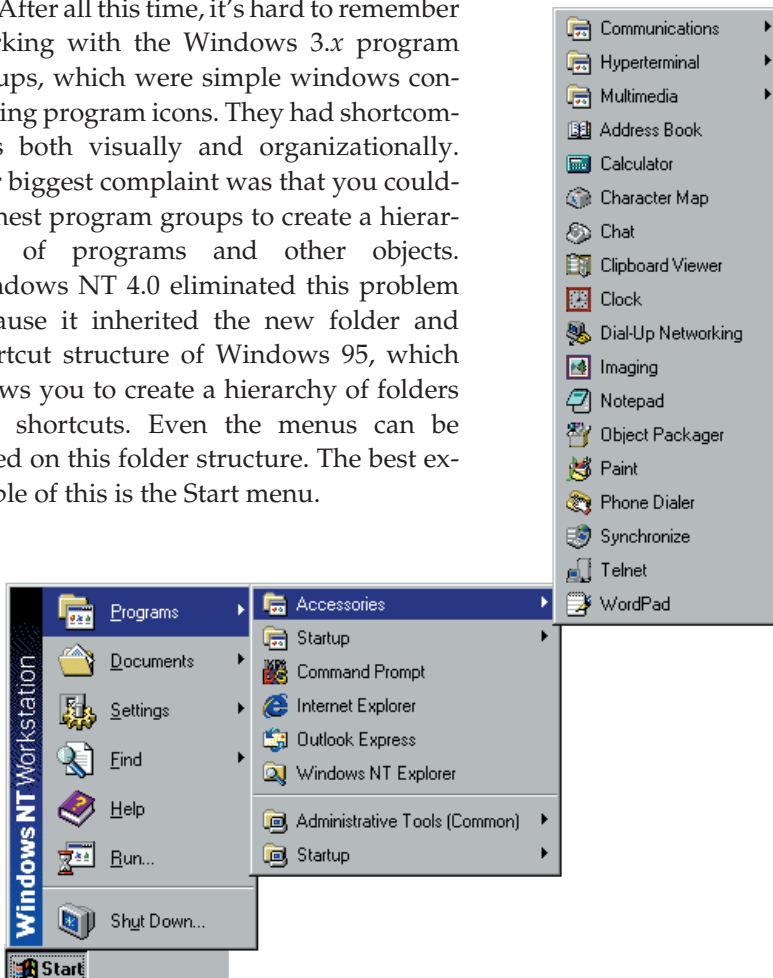 After all this time, it's hard to remember
rking with the Windows 3.x program
ups, which were simple windows con-
ing program icons. They had shortcom-
s both visually and organizationally.
r biggest complaint was that you could-
nest program groups to create a hierar-
of programs and other objects.
ndows NT 4.0 eliminated this problem
ause it inherited the new folder and
rtcut structure of Windows 95, which
ws you to create a hierarchy of folders
shortcuts. Even the menus can be
ed on this folder structure. The best ex-
ple of this is the Start menu.
Windows NT Workstation
Programs
Documents
Settings
Find
Help
Run...
Shut Down...
Start
Accessories
Startup
Command Prompt
Internet Explorer
Outlook Express
Windows NT Explorer
Administrative Tools (Common)
Startup
Communications
Hyperterminal
Multimedia
Address Book
Calculator
Character Map
Chat
Clipboard Viewer
Clock
Dial-Up Networking
Imaging
Notepad
Object Packager
Paint
Phone Dialer
Synchronize
Telnet
WordPad